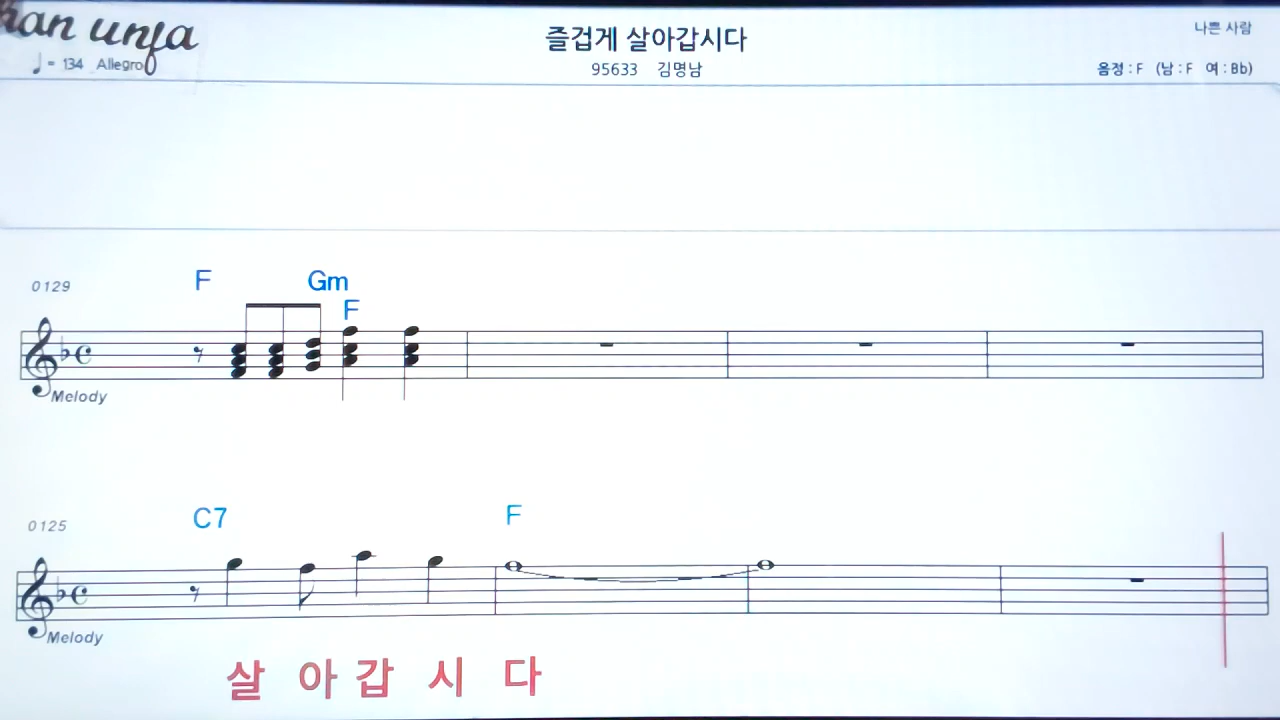 han unfa
즐겁게 살아갑시다
나쁜 사람
♩= 134 Allegro
95633 김명남
음정 : F (남 : F 여 : Bb)
0129
F Gm
F
Melody
0125
C7 F
Melody
살 아 갑 시 다